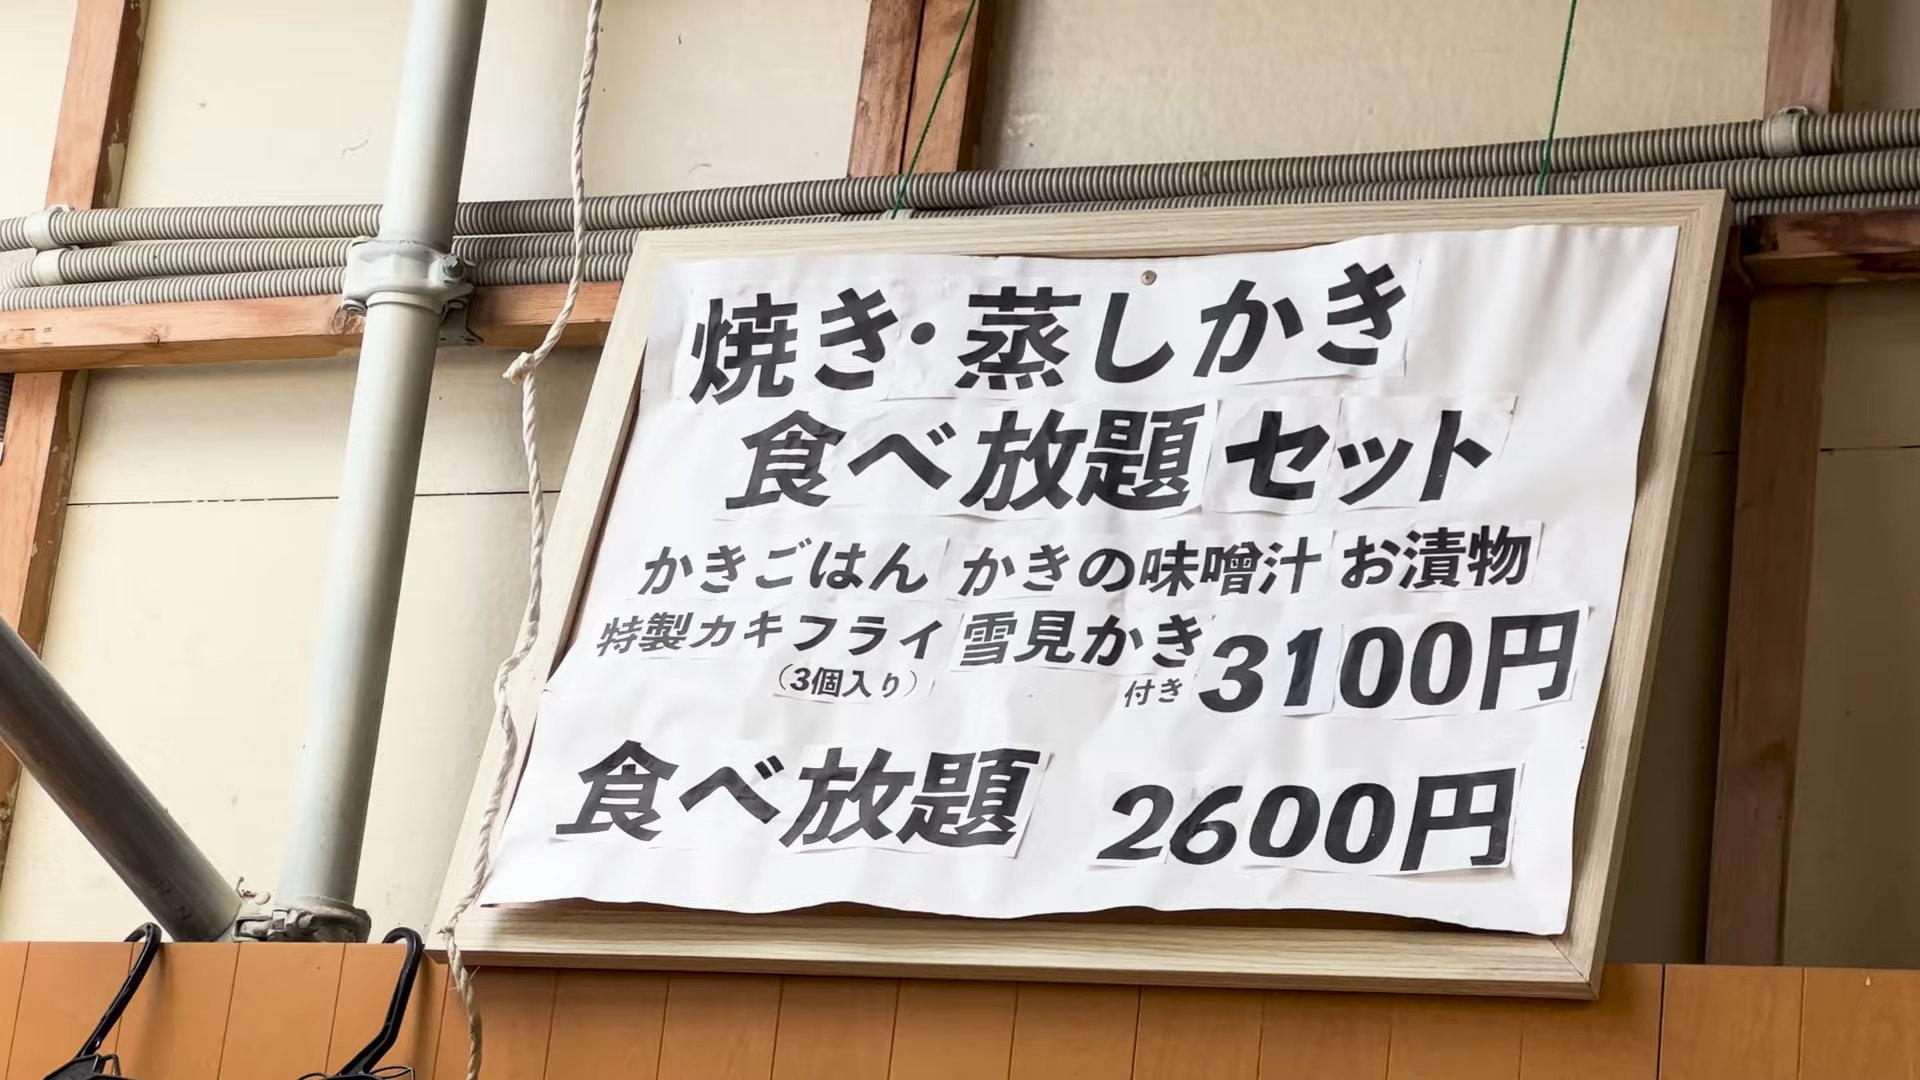 焼き・蒸しかき
食べ放題セット
かきごはん かきの味噌汁 お漬物
特製カキフライ 雪見かき 3100円
(3個入り) 付き
食べ放題 2600円